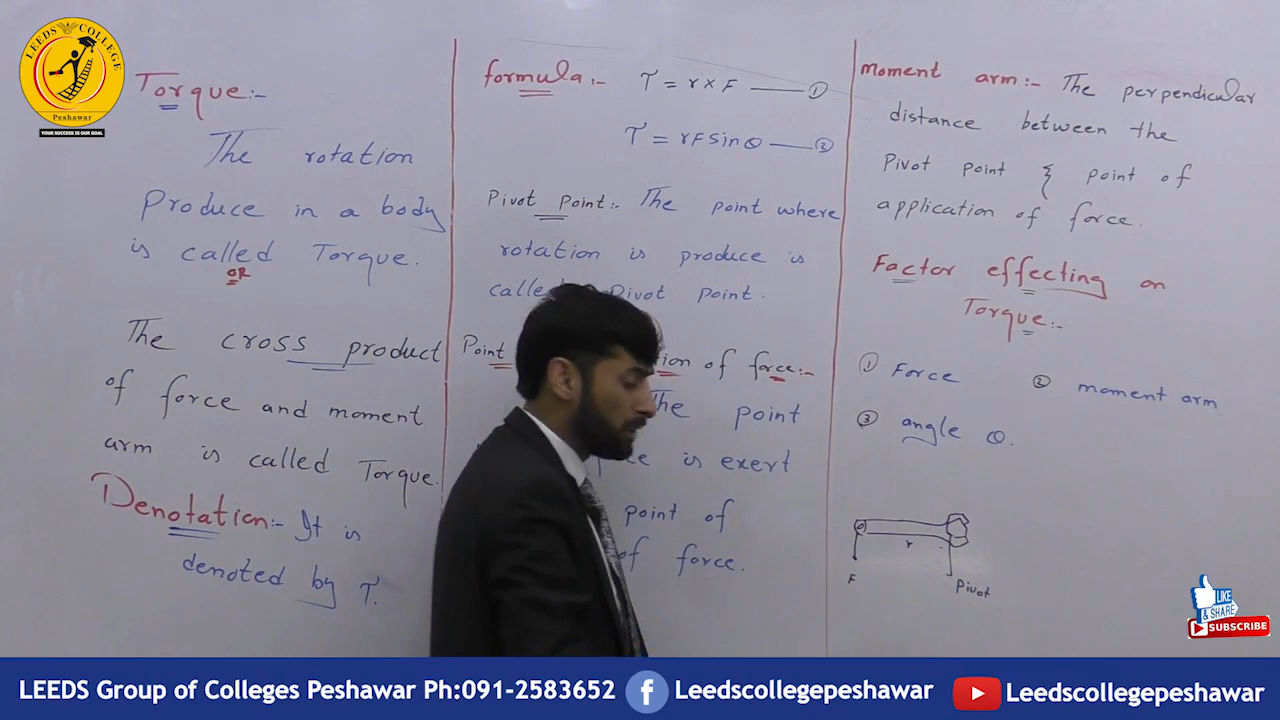 LEEDS COLLEGE
Peshawar
YOUR SUCCESS IS OUR GOAL
Torque:-
The rotation
Produce in a body
is called Torque.
OR
The cross product
of force and moment
arm is called Torque.
Denotation:- It is
denoted by τ.
formula:- τ = r × F ①
τ = rFSinθ ②
Pivot Point:- The point where
rotation is produce is
Pivot point.
Point of force:-
The point
is exert
point of
of force.
moment arm:- The perpendicular
distance between the
Pivot point & point of
application of force.
Factor effecting on
Torque:-
① Force ② moment arm
③ angle θ.
r
F
Pivot
LIKE
& SHARE
SUBSCRIBE
LEEDS Group of Colleges Peshawar Ph:091-2583652 f Leedscollegepeshawar Leedscollegepeshawar